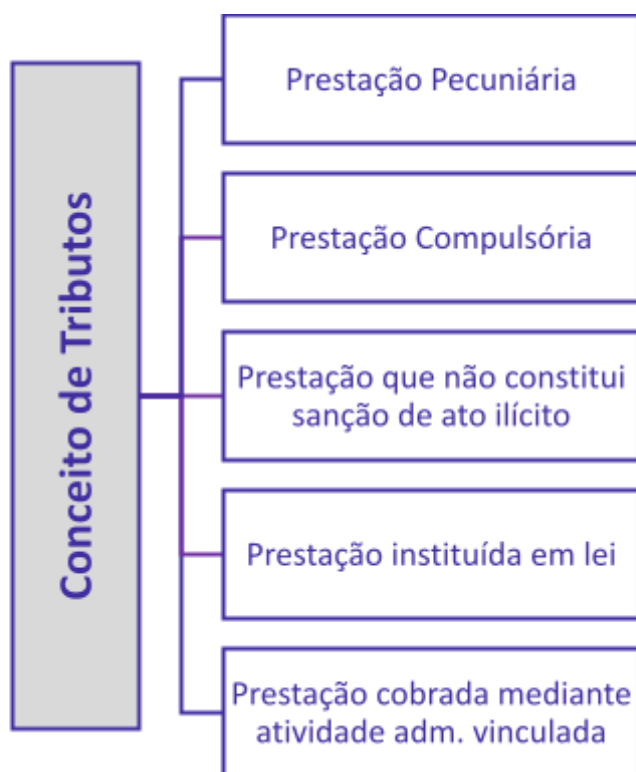 Conceito de Tributos
Prestação Pecuniária
Prestação Compulsória
Prestação que não constitui
sanção de ato ilícito
Prestação instituída em lei
Prestação cobrada mediante
atividade adm. vinculada